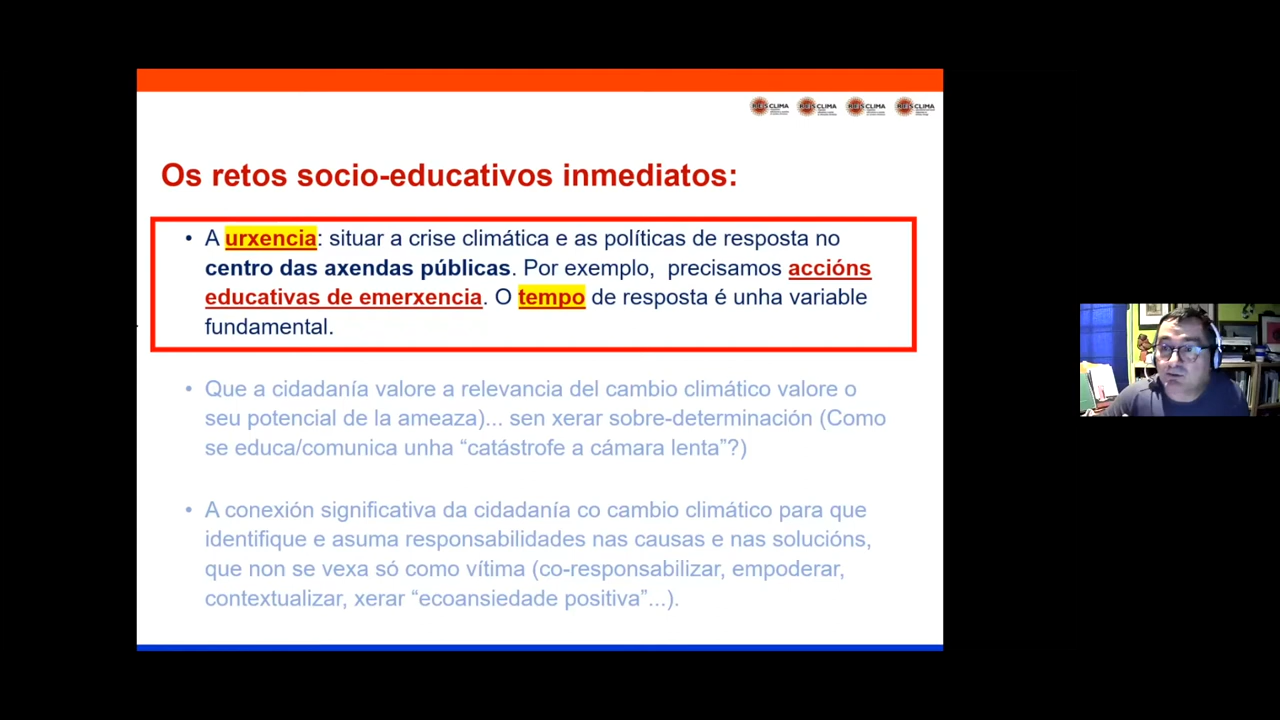 CLIMA CLIMA CLIMA CLIMA
Os retos socio-educativos inmediatos:
• A urxencia: situar a crise climática e as políticas de resposta no
centro das axendas públicas. Por exemplo, precisamos accións
educativas de emerxencia. O tempo de resposta é unha variable
fundamental.
• Que a cidadanía valore a relevancia del cambio climático valore o
seu potencial de la ameaza)... sen xerar sobre-determinación (Como
se educa/comunica unha “catástrofe a cámara lenta”?)
• A conexión significativa da cidadanía co cambio climático para que
identifique e asuma responsabilidades nas causas e nas solucións,
que non se vexa só como vítima (co-responsabilizar, empoderar,
contextualizar, xerar “ecoansiedade positiva”...).